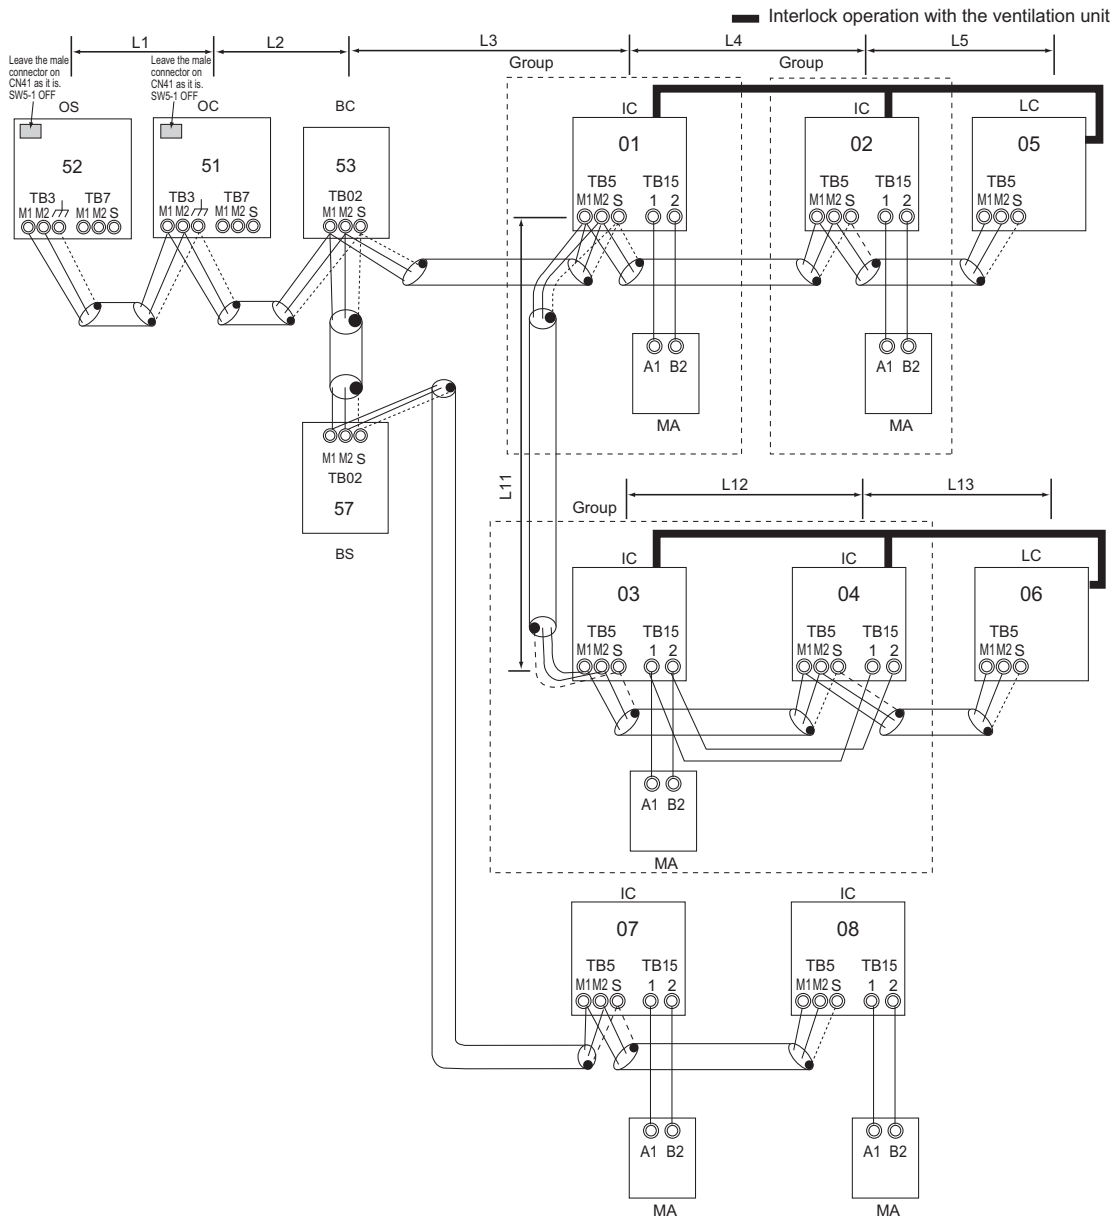 Interlock operation with the ventilation unit
L1 L2 L3 L4 L5
Leave the male
connector on
CN41 as it is.
SW5-1 OFF
Leave the male
connector on
CN41 as it is.
SW5-1 OFF
Group Group
OS OC BC IC IC LC
52 51 53 01 02 05
TB3 TB7
M1 M2 M1 M2 S
TB3 TB7
M1 M2 M1 M2 S
TB02
M1 M2 S
TB5 TB15
M1 M2 S 1 2
TB5 TB15
M1 M2 S 1 2
TB5
M1 M2 S
A1 B2
MA
A1 B2
MA
M1 M2 S
TB02
57
BS
L11
L12 L13
Group
IC IC LC
03 04 06
TB5 TB15
M1 M2 S 1 2
TB5 TB15
M1 M2 S 1 2
TB5
M1 M2 S
A1 B2
MA
IC IC
07 08
TB5 TB15
M1 M2 S 1 2
TB5 TB15
M1 M2 S 1 2
A1 B2
MA
A1 B2
MA